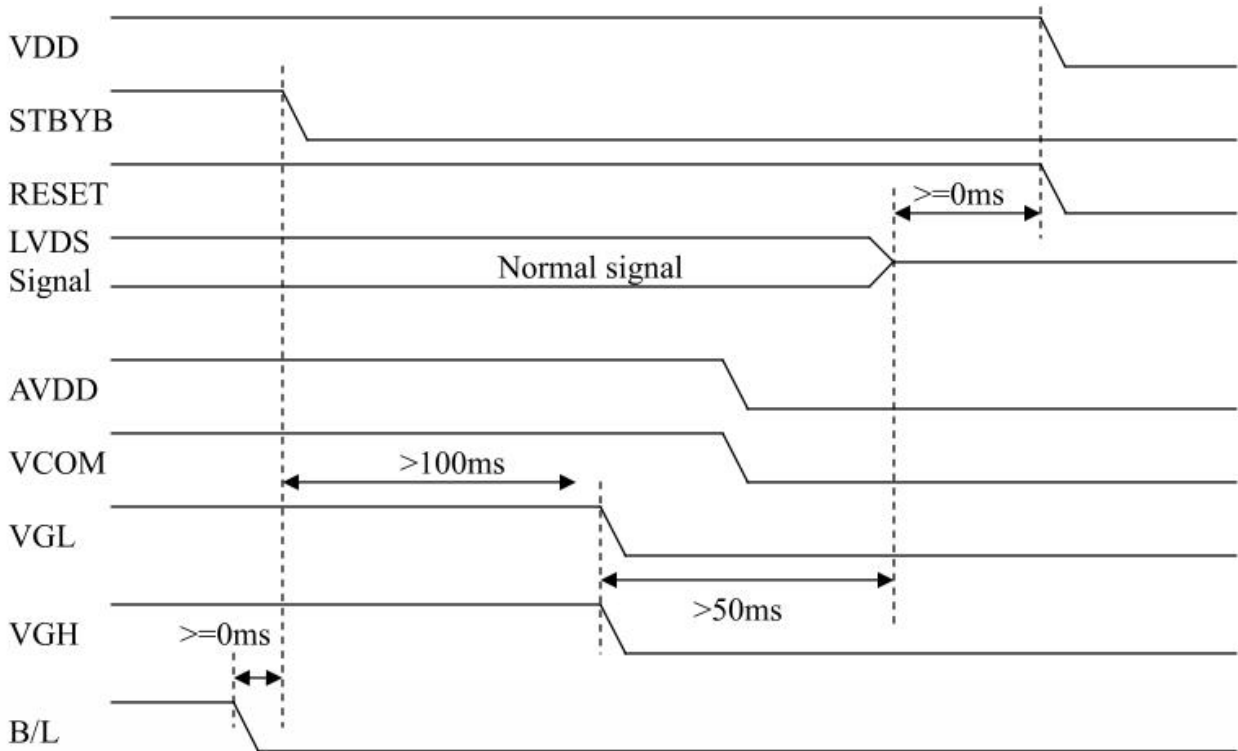 VDD
STBYB
RESET
>=0ms
LVDS
Signal
Normal signal
AVDD
VCOM
>100ms
VGL
>50ms
VGH
>=0ms
B/L